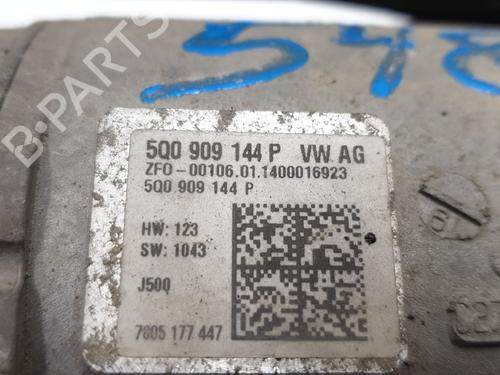 548
5Q0 909 144 P VW AG
ZFO-00106.01.1400016923
5Q0 909 144 P
HW: 123
SW: 1043
J500
7805 177 447
B-PARTS